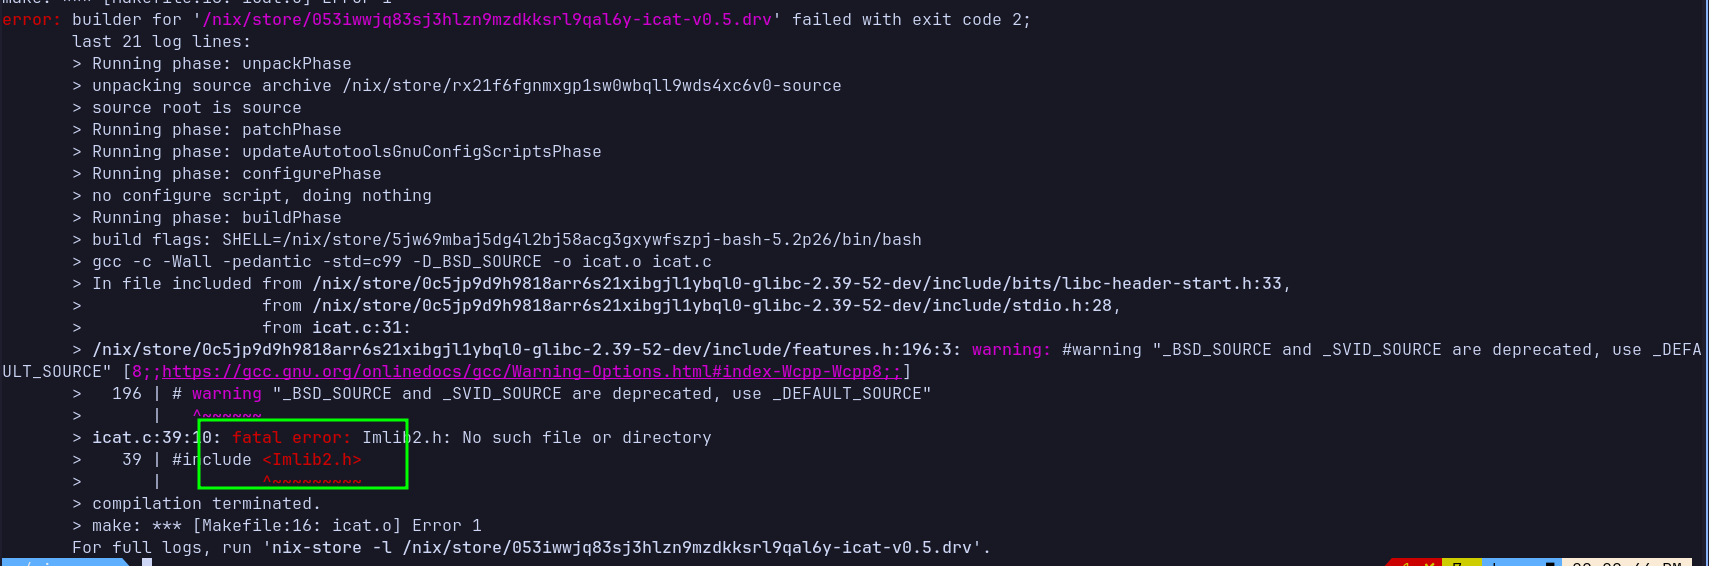 make: *** [Makefile:16: icat.o] Error 1
error: builder for '/nix/store/053iwwjq83sj3hlzn9mzdkksrl9qal6y-icat-v0.5.drv' failed with exit code 2;
last 21 log lines:
> Running phase: unpackPhase
> unpacking source archive /nix/store/rx21f6fgnmxgp1sw0wbqll9wds4xc6v0-source
> source root is source
> Running phase: patchPhase
> Running phase: updateAutotoolsGnuConfigScriptsPhase
> Running phase: configurePhase
> no configure script, doing nothing
> Running phase: buildPhase
> build flags: SHELL=/nix/store/5jw69mbaj5dg4l2bj58acg3gxywfszpj-bash-5.2p26/bin/bash
> gcc -c -Wall -pedantic -std=c99 -D_BSD_SOURCE -o icat.o icat.c
> In file included from /nix/store/0c5jp9d9h9818arr6s21xibgjl1ybql0-glibc-2.39-52-dev/include/bits/libc-header-start.h:33,
> from /nix/store/0c5jp9d9h9818arr6s21xibgjl1ybql0-glibc-2.39-52-dev/include/stdio.h:28,
> from icat.c:31:
> /nix/store/0c5jp9d9h9818arr6s21xibgjl1ybql0-glibc-2.39-52-dev/include/features.h:196:3: warning: #warning "_BSD_SOURCE and _SVID_SOURCE are deprecated, use _DEFA
ULT_SOURCE" [8;;https://gcc.gnu.org/onlinedocs/gcc/Warning-Options.html#index-Wcpp-Wcpp8;;]
> 196 | # warning "_BSD_SOURCE and _SVID_SOURCE are deprecated, use _DEFAULT_SOURCE"
> | ^~~~~~~
> icat.c:39:10: fatal error: Imlib2.h: No such file or directory
> 39 | #include <Imlib2.h>
> | ^~~~~~~~~~
> compilation terminated.
> make: *** [Makefile:16: icat.o] Error 1
For full logs, run 'nix-store -l /nix/store/053iwwjq83sj3hlzn9mzdkksrl9qal6y-icat-v0.5.drv'.